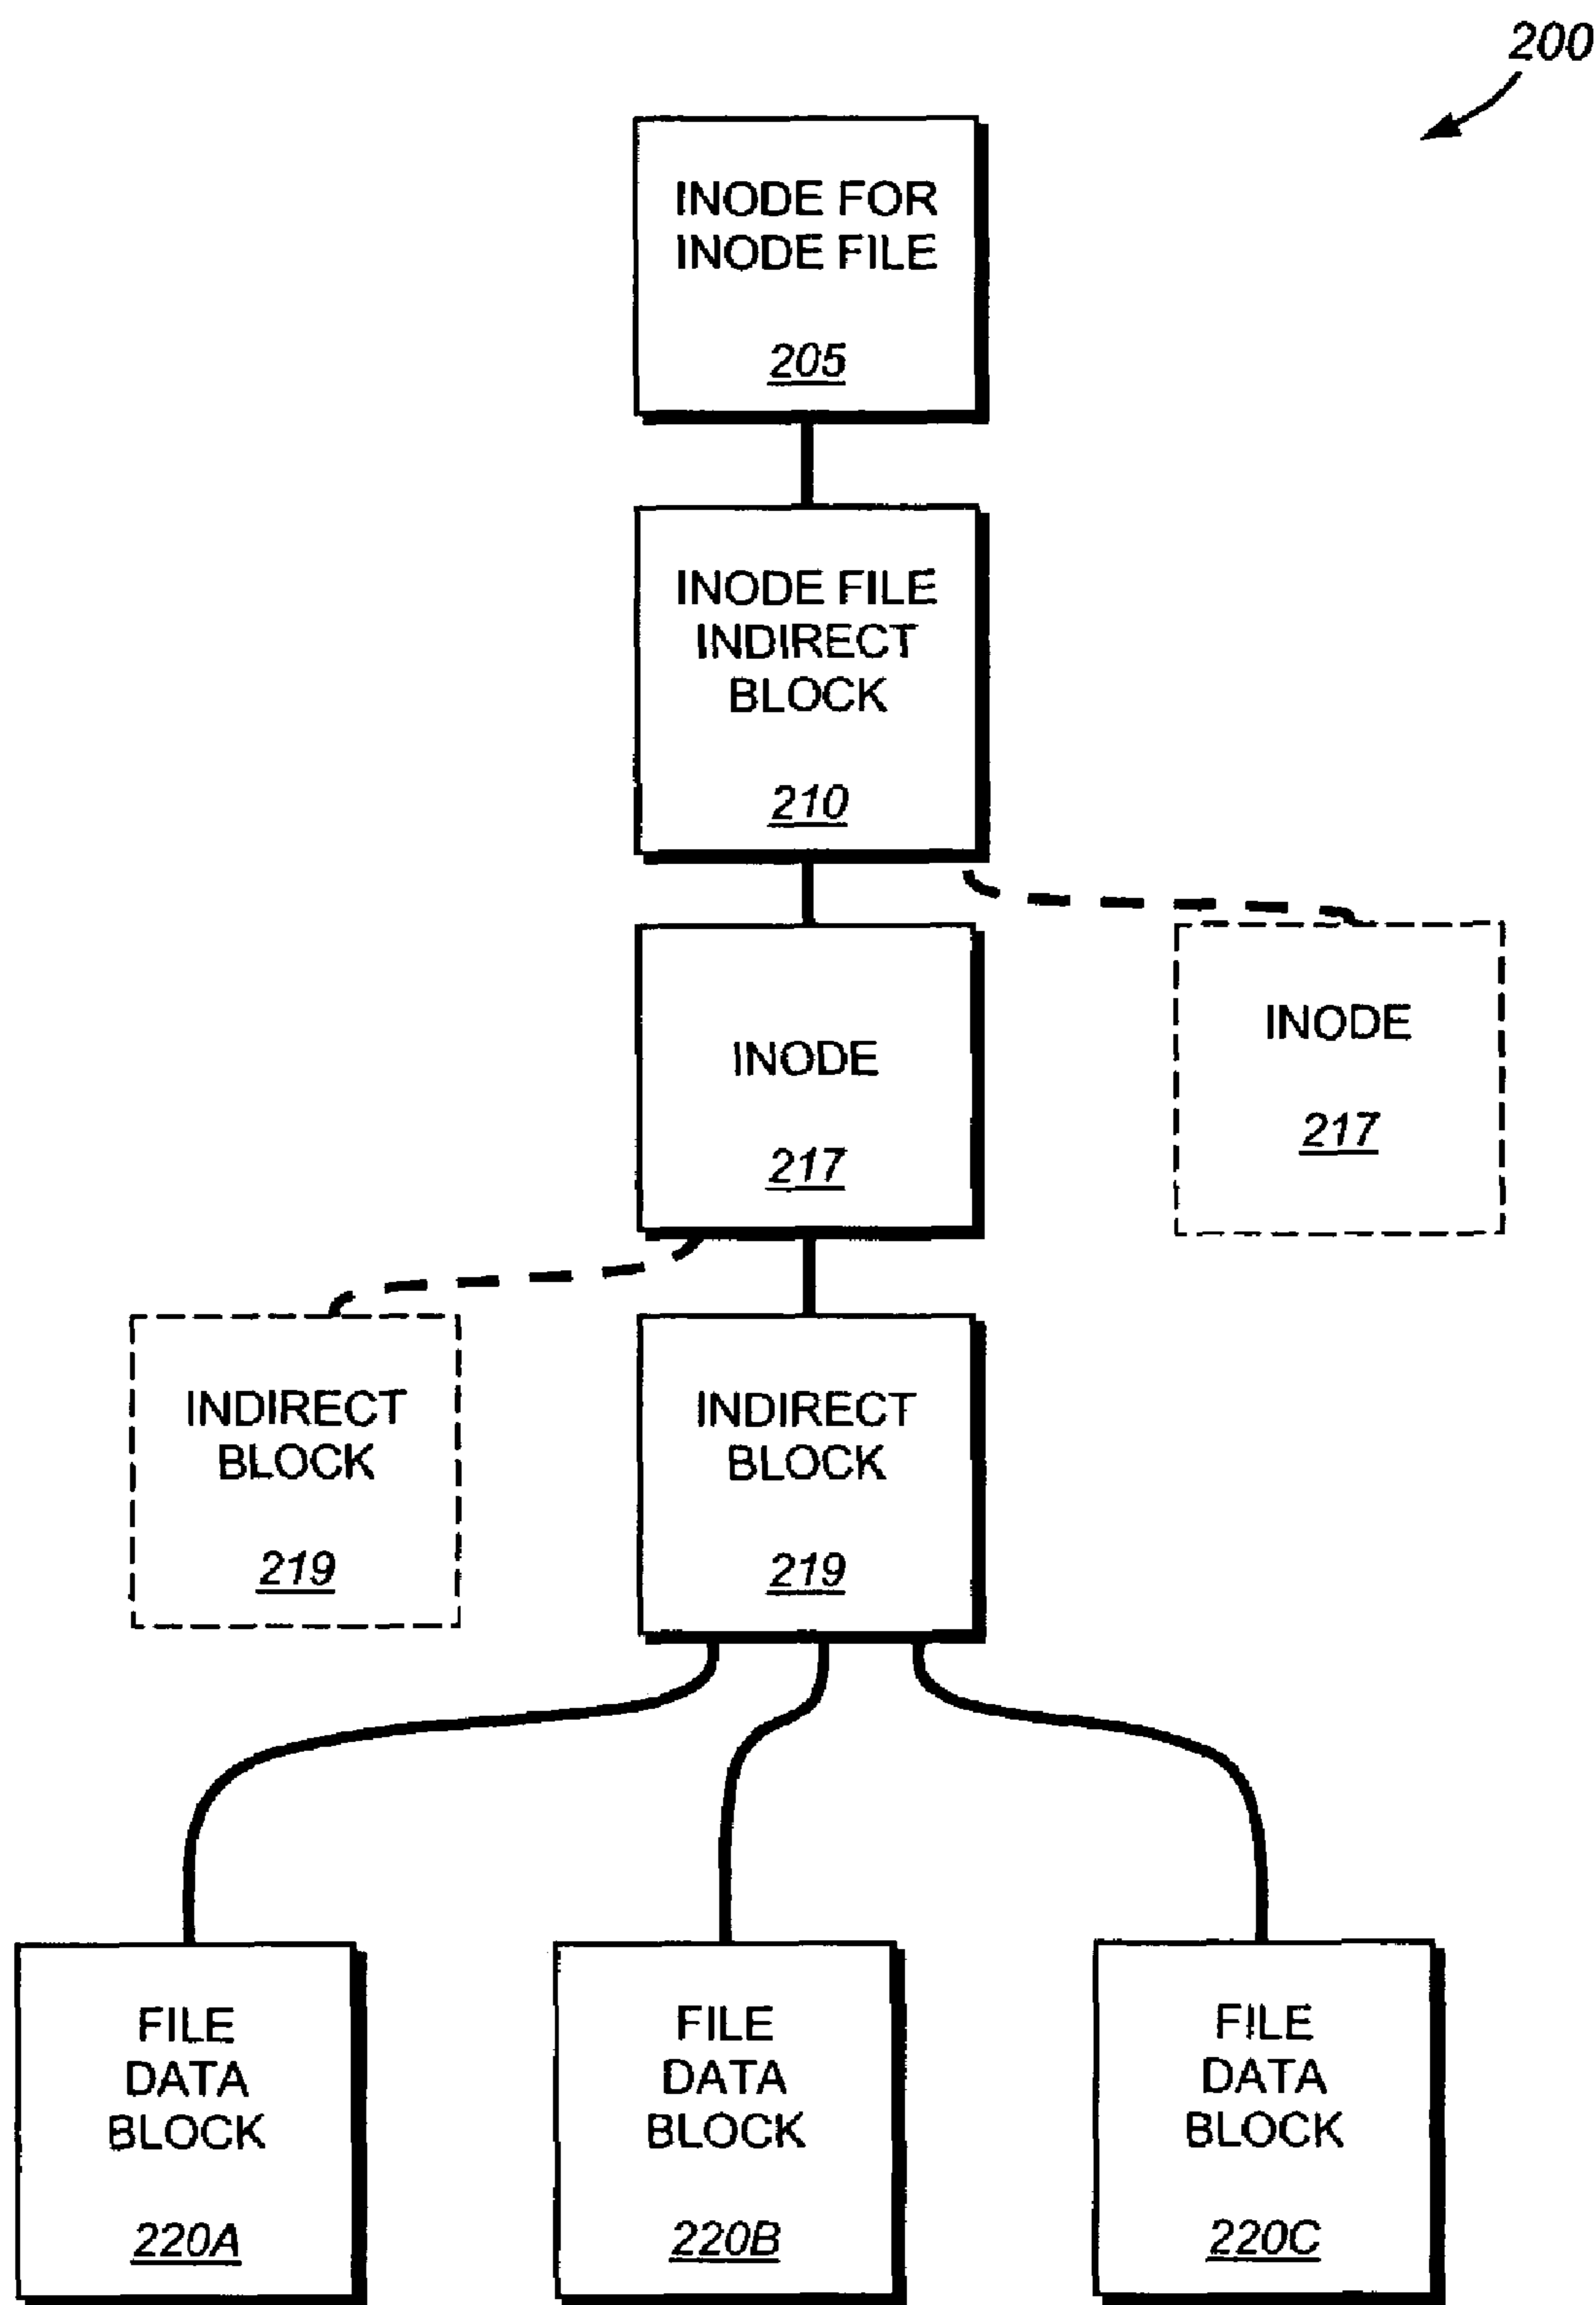 200
INODE FOR
INODE FILE
205
INODE FILE
INDIRECT
BLOCK
210
INODE
217
INODE
217
INDIRECT
BLOCK
219
INDIRECT
BLOCK
219
FILE
DATA
BLOCK
220A
FILE
DATA
BLOCK
220B
FILE
DATA
BLOCK
220C